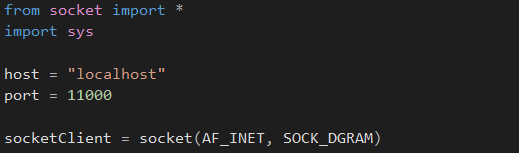 from socket import *
import sys
host = "localhost"
port = 11000
socketClient = socket(AF_INET, SOCK_DGRAM)